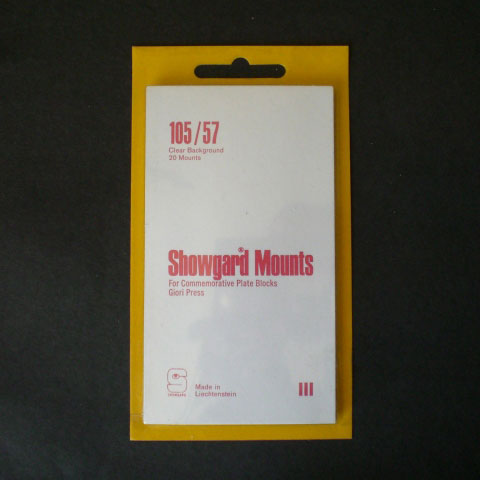 105/57
Clear Background
20 Mounts
Showgard® Mounts
For Commemorative Plate Blocks
Giori Press
Made in
Liechtenstein
III